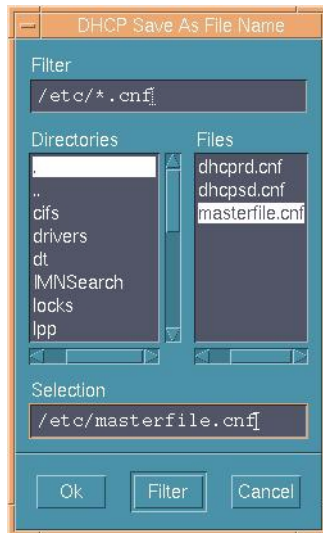 DHCP Save As File Name
Filter
/etc/*.cnf
Directories
Files
.
..
cifs
drivers
dt
IMNSearch
locks
lpp
dhcprd.cnf
dhcpsd.cnf
masterfile.cnf
Selection
/etc/masterfile.cnf
Ok
Filter
Cancel